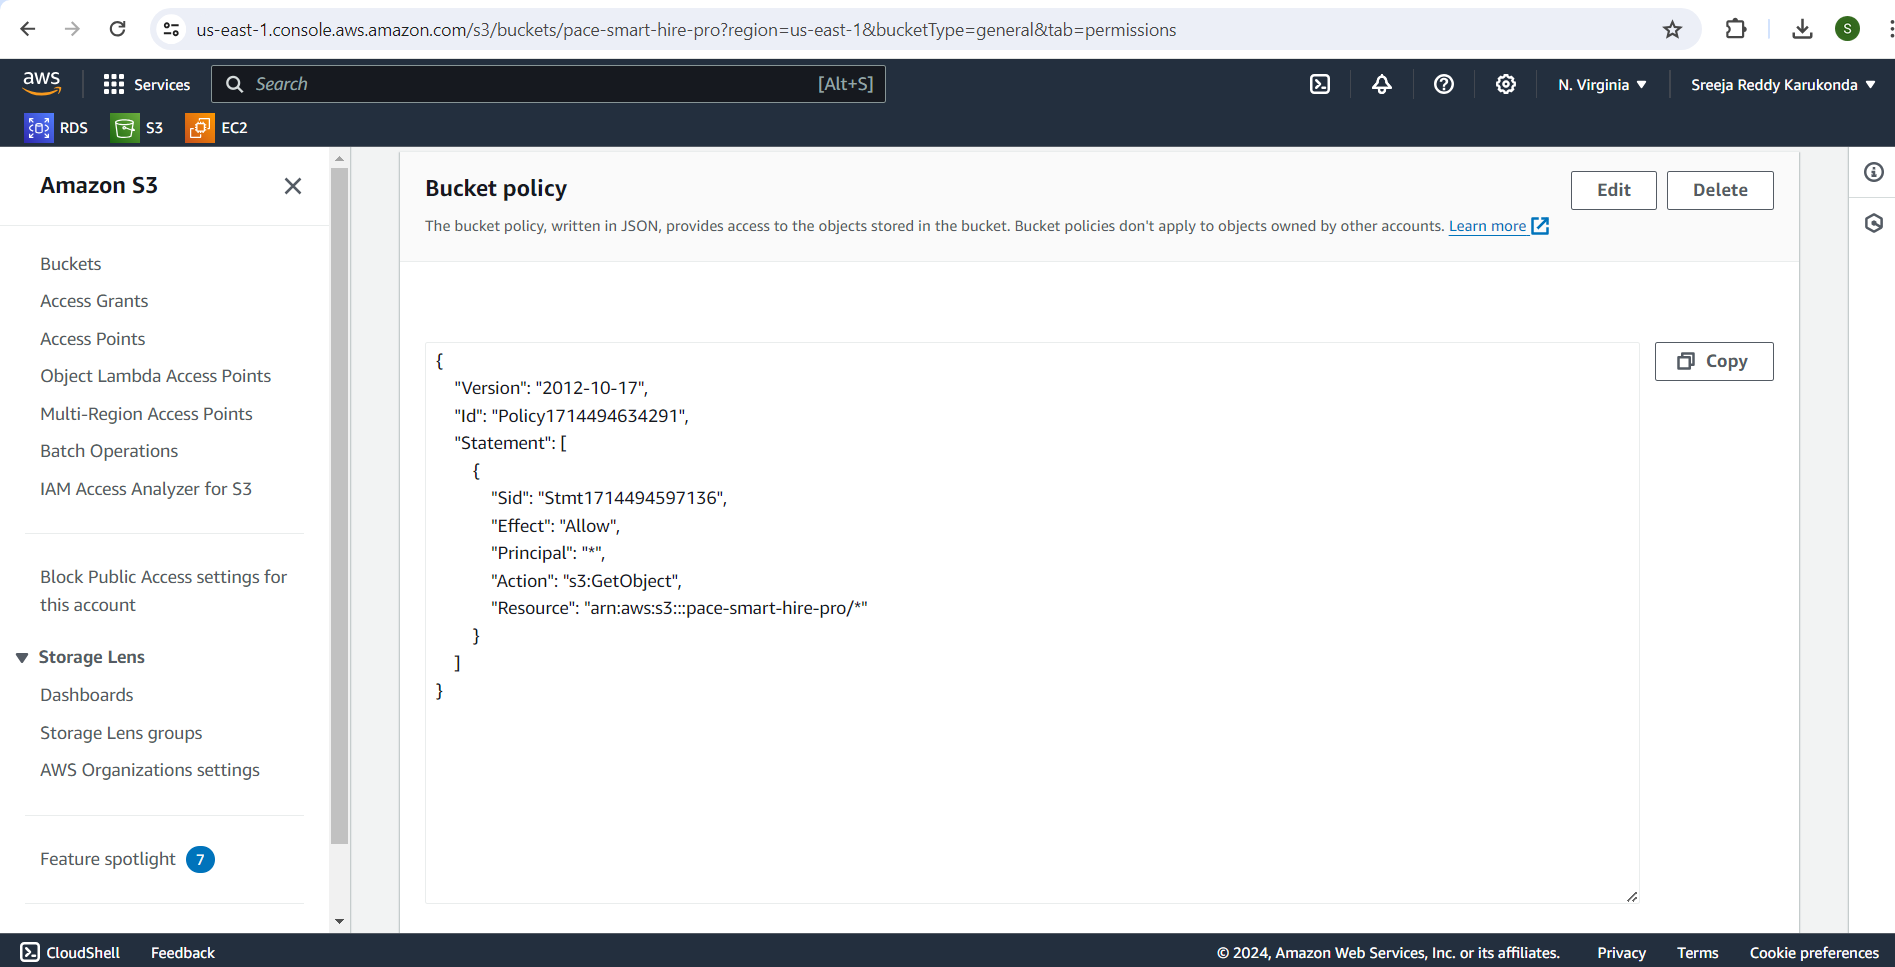 us-east-1.console.aws.amazon.com/s3/buckets/pace-smart-hire-pro?region=us-east-1&bucketType=general&tab=permissions
S
aws
Services
Search
[Alt+S]
N. Virginia
Sreeja Reddy Karukonda
RDS
S3
EC2
Amazon S3
Buckets
Access Grants
Access Points
Object Lambda Access Points
Multi-Region Access Points
Batch Operations
IAM Access Analyzer for S3
Block Public Access settings for
this account
Storage Lens
Dashboards
Storage Lens groups
AWS Organizations settings
Feature spotlight 7
Bucket policy
Edit
Delete
The bucket policy, written in JSON, provides access to the objects stored in the bucket. Bucket policies don't apply to objects owned by other accounts. Learn more
Copy
{
"Version": "2012-10-17",
"Id": "Policy1714494634291",
"Statement": [
{
"Sid": "Stmt1714494597136",
"Effect": "Allow",
"Principal": "*",
"Action": "s3:GetObject",
"Resource": "arn:aws:s3:::pace-smart-hire-pro/*"
}
]
}
CloudShell
Feedback
© 2024, Amazon Web Services, Inc. or its affiliates.
Privacy
Terms
Cookie preferences